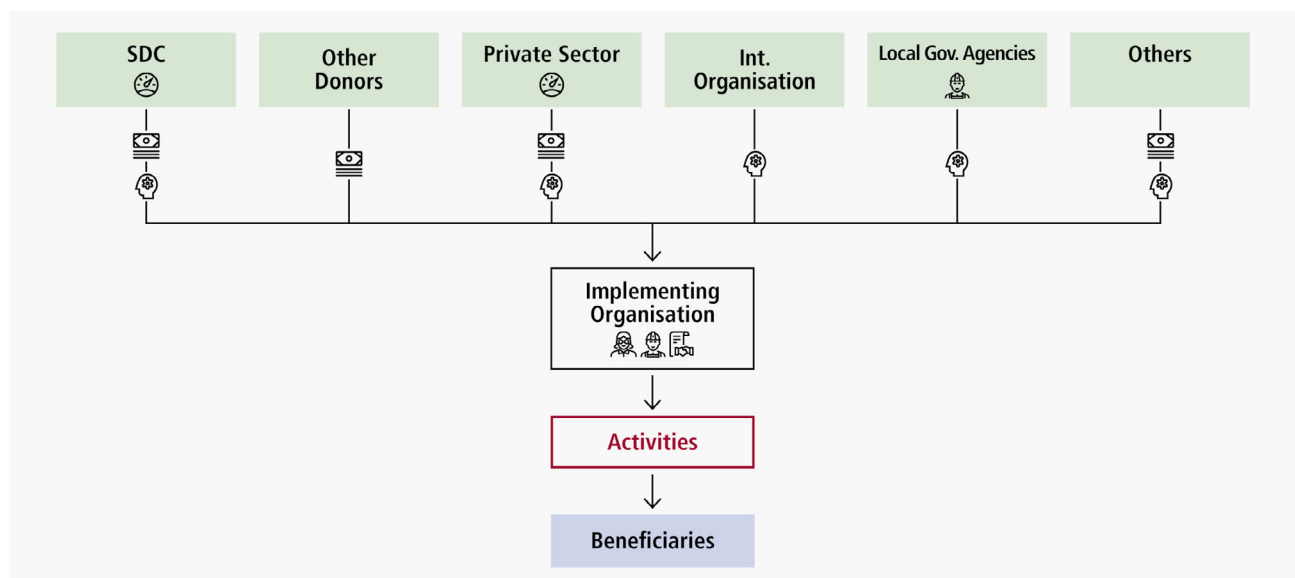 SDC
Other
Donors
Private Sector
Int.
Organisation
Local Gov. Agencies
Others
Implementing
Organisation
Activities
Beneficiaries